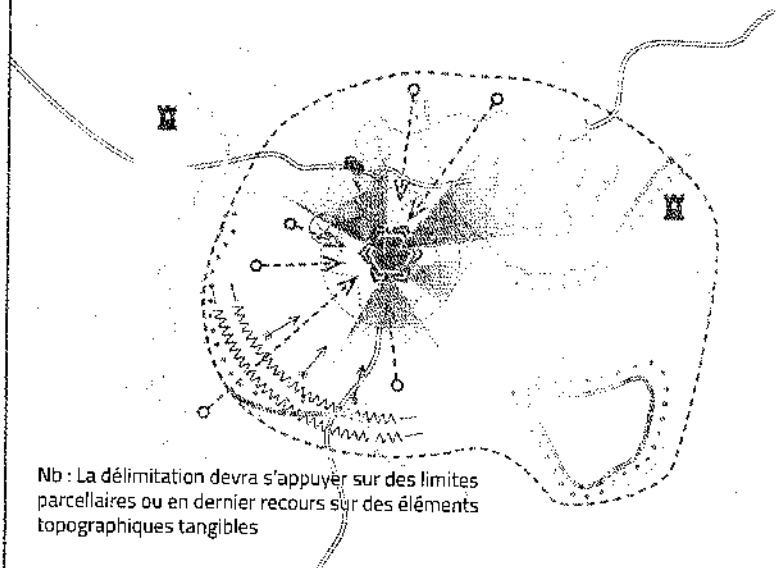 Nb : La délimitation devra s'appuyer sur des limites
parcellaires ou en dernier recours sur des éléments
topographiques tangibles